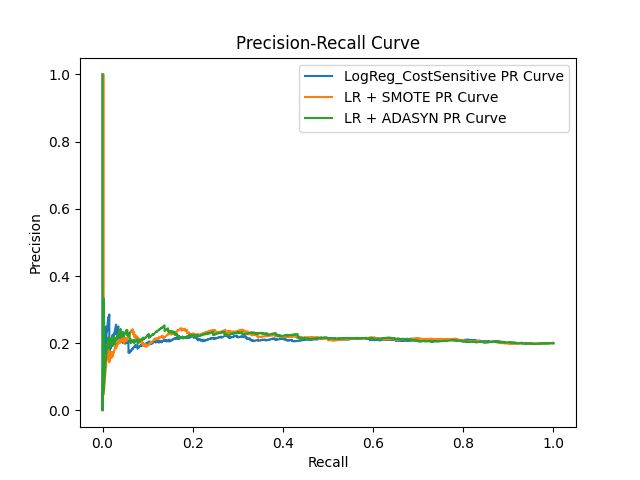 Precision-Recall Curve
LogReg_CostSensitive PR Curve
LR + SMOTE PR Curve
LR + ADASYN PR Curve
Precision
1.0
0.8
0.6
0.4
0.2
0.0
0.0 0.2 0.4 0.6 0.8 1.0
Recall